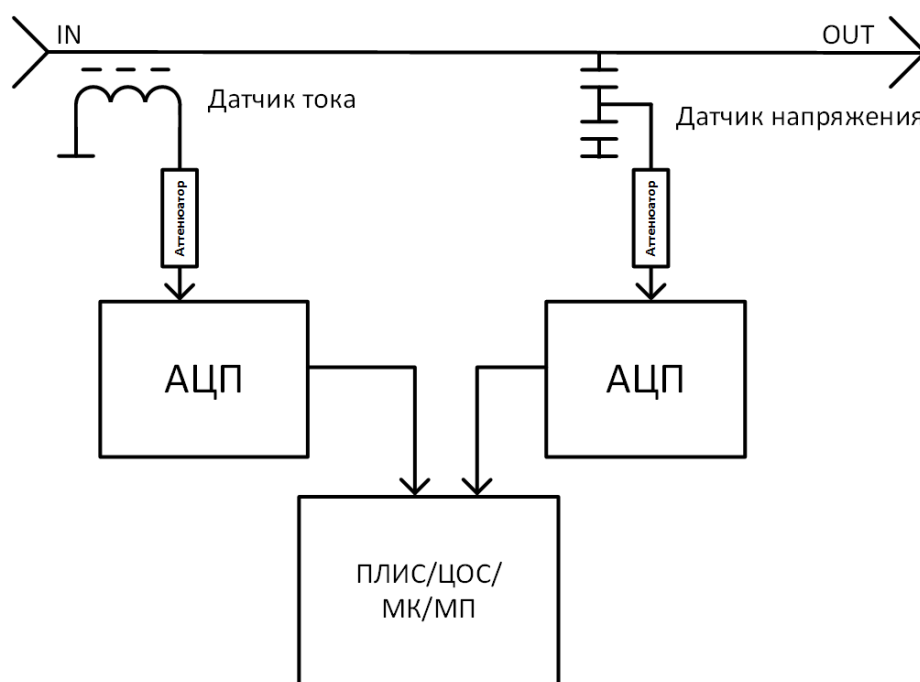 IN
OUT
Датчик тока
Датчик напряжения
Аттенюатор
Аттенюатор
АЦП
АЦП
ПЛИС/ЦОС/
МК/МП